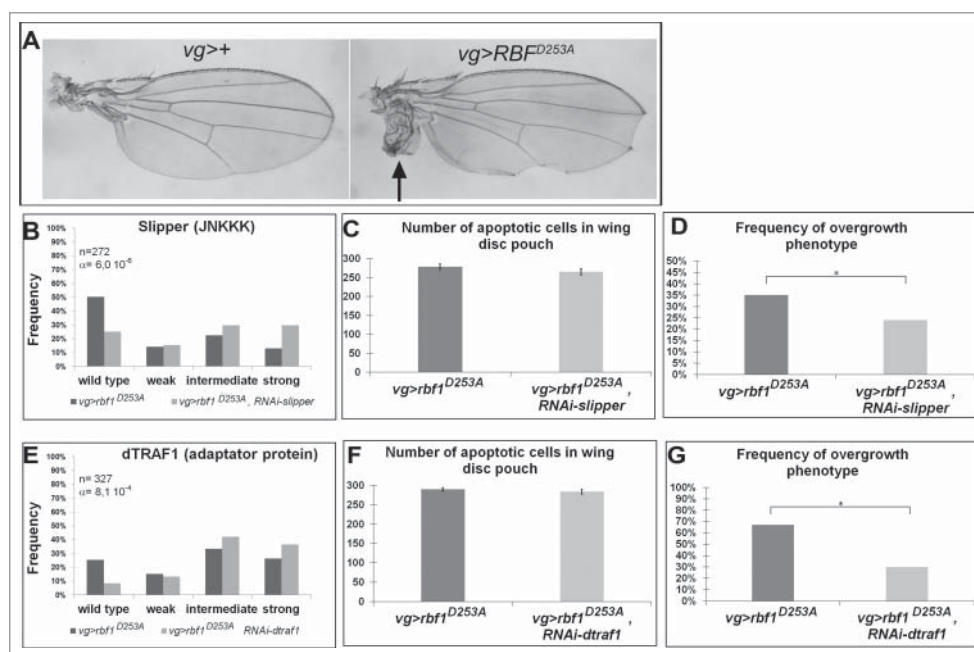 A
vg>+
vg>RBF^D253A
B
Slipper (JNKKK)
n=272
α= 6,0 10^-6
Frequency
100%
90%
80%
70%
60%
50%
40%
30%
20%
10%
0%
wild type weak intermediate strong
vg>rbf1^D253A vg>rbf1^D253A, RNAi-slipper
C
Number of apoptotic cells in wing
disc pouch
300
250
200
150
100
50
0
vg>rbf1^D253A vg>rbf1^D253A,
RNAi-slipper
D
Frequency of overgrowth
phenotype
50%
45%
40%
35%
30%
25%
20%
15%
10%
5%
0%
*
vg>rbf1^D253A vg>rbf1^D253A,
RNAi-slipper
E
dTRAF1 (adaptator protein)
n= 327
α= 8,1 10^-4
Frequency
100%
90%
80%
70%
60%
50%
40%
30%
20%
10%
0%
wild type weak intermediate strong
vg>rbf1^D253A vg>rbf1^D253A RNAi-dtraf1
F
Number of apoptotic cells in wing
disc pouch
300
250
200
150
100
50
0
vg>rbf1^D253A vg>rbf1^D253A,
RNAi-dtraf1
G
Frequency of overgrowth
phenotype
100%
90%
80%
70%
60%
50%
40%
30%
20%
10%
0%
*
vg>rbf1^D253A vg>rbf1^D253A,
RNAi-dtraf1